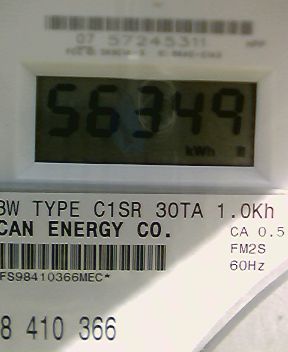 07 57245311
56349
kWh
BW TYPE C1SR 30TA 1.0Kh
CAN ENERGY CO. CA 0.5
FM2S
FS98410366MEC* 60Hz
8 410 366